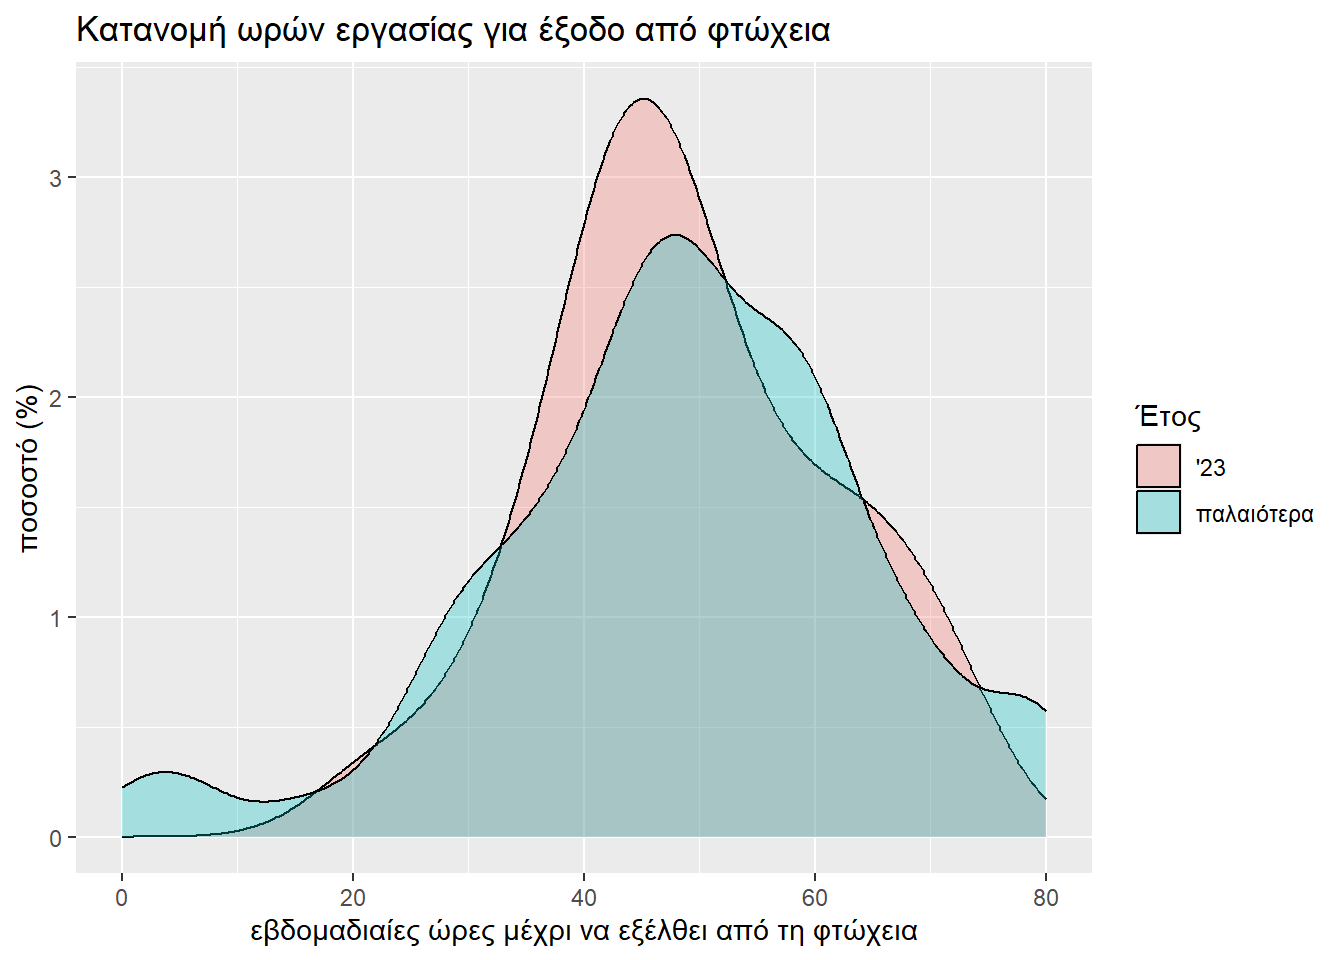 Κατανομή ωρών εργασίας για έξοδο από φτώχεια
3
2
1
0
ποσοστό (%)
0 20 40 60 80
εβδομαδιαίες ώρες μέχρι να εξέλθει από τη φτώχεια
Έτος
'23
παλαιότερα